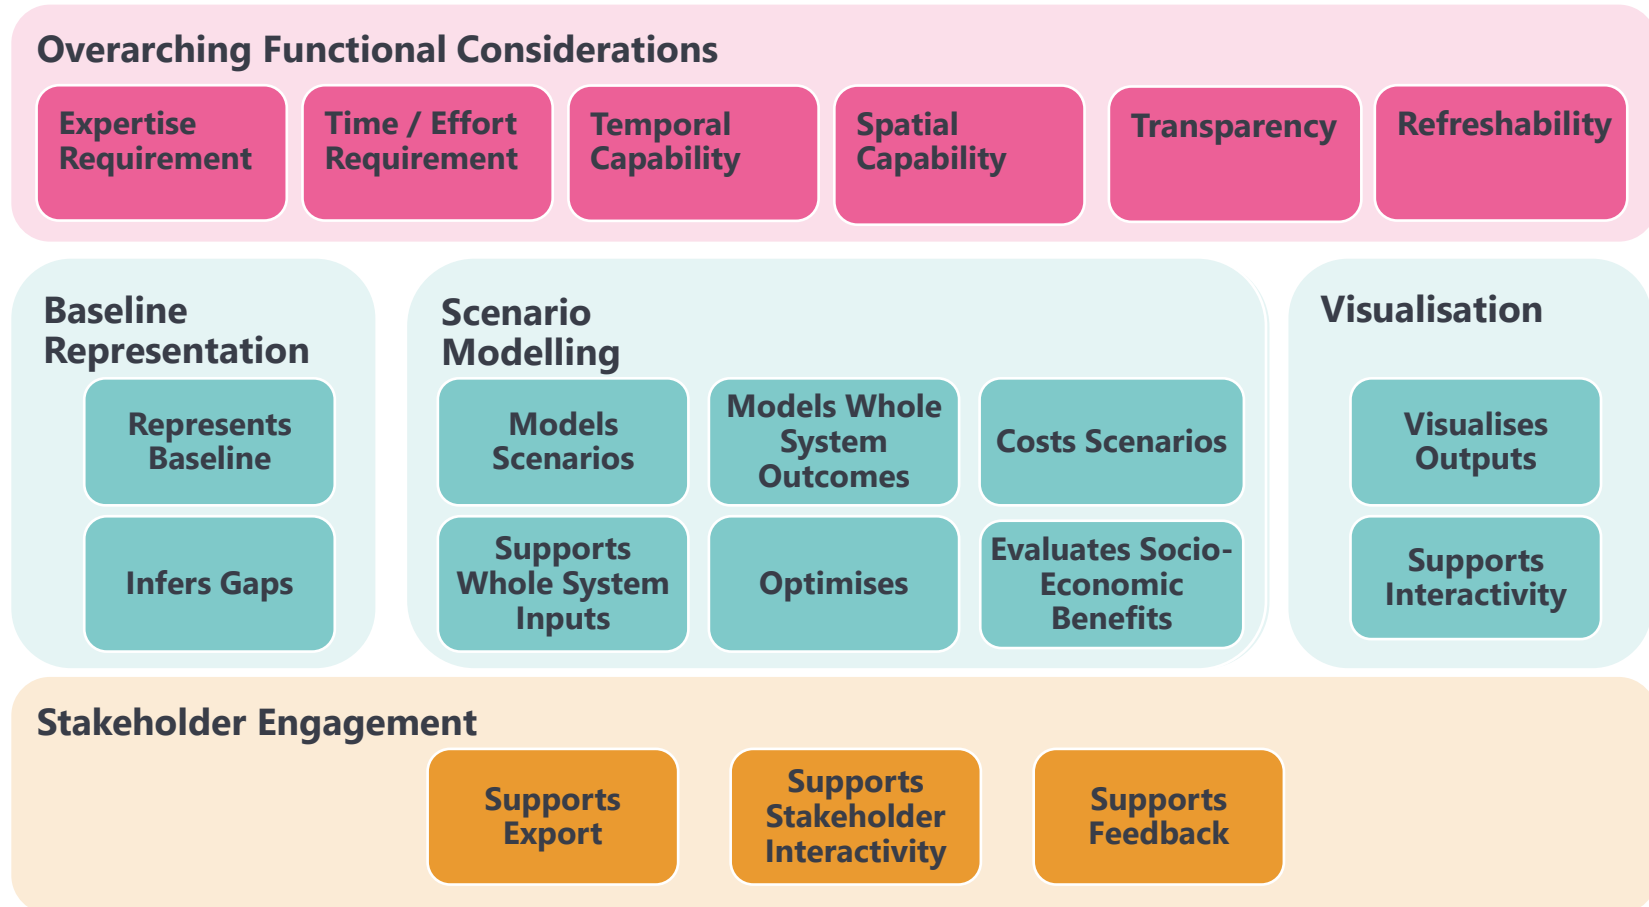 Overarching Functional Considerations
Expertise
Requirement
Time / Effort
Requirement
Temporal
Capability
Spatial
Capability
Transparency
Refreshability
Baseline
Representation
Represents
Baseline
Infers Gaps
Scenario
Modelling
Models
Scenarios
Models Whole
System
Outcomes
Costs Scenarios
Supports
Whole System
Inputs
Optimises
Evaluates Socio-
Economic
Benefits
Visualisation
Visualises
Outputs
Supports
Interactivity
Stakeholder Engagement
Supports
Export
Supports
Stakeholder
Interactivity
Supports
Feedback